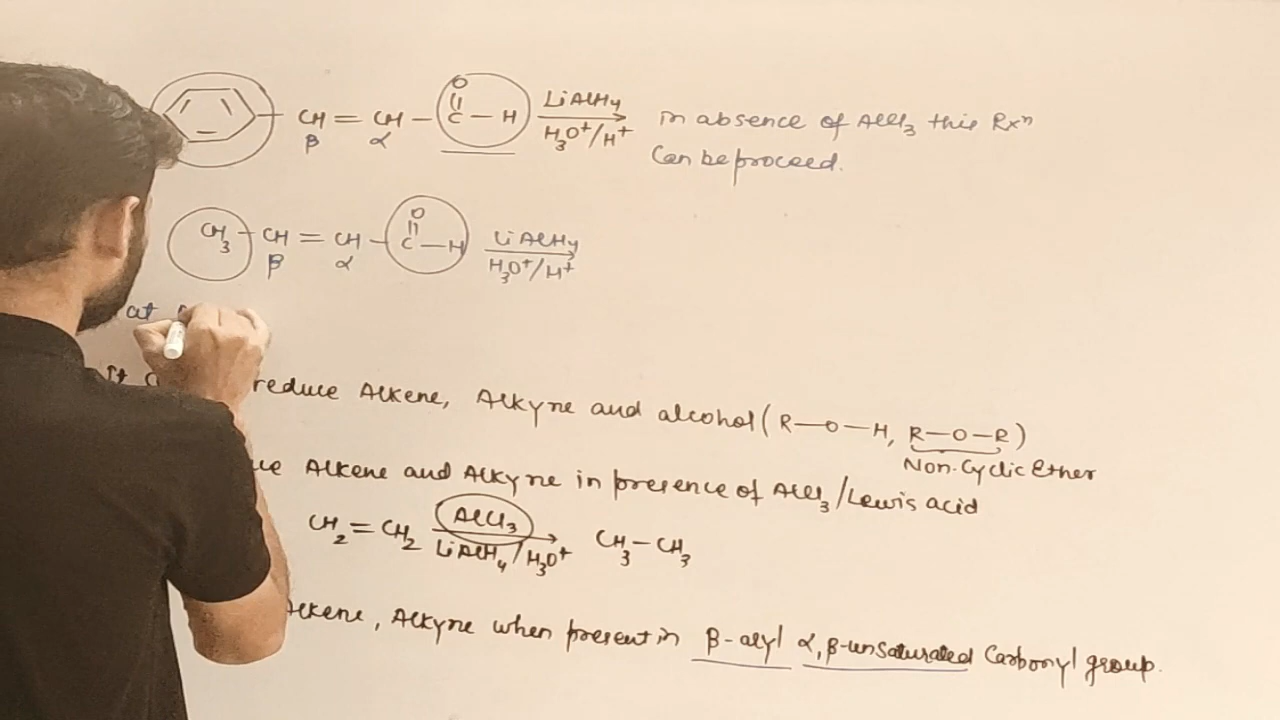 CH = CH - C - H
O
β α
LiAlH4
H3O+/H+
in absence of AlCl3 this Rxn
Can be proceed.
CH3 - CH = CH - C - H
O
β α
LiAlH4
H3O+/H+
at
It reduce Alkene, Alkyne and alcohol (R-O-H, R-O-R)
Non-Cyclic Ether
Alkene and Alkyne in presence of AlCl3/Lewis acid
CH2 = CH2 AlCl3 CH3 - CH3
LiAlH4/H3O+
Alkene, Alkyne when present in β-aryl α,β-unsaturated Carbonyl group.